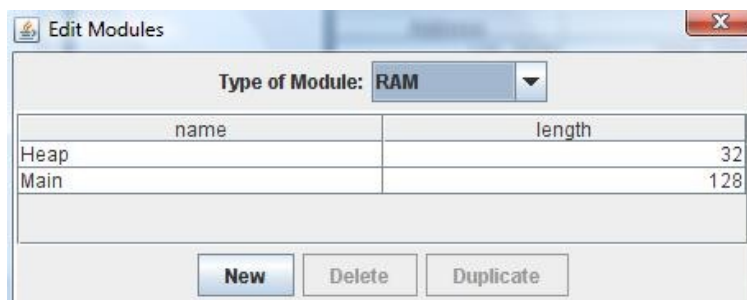 Edit Modules
Type of Module: RAM
name length
Heap 32
Main 128
New Delete Duplicate